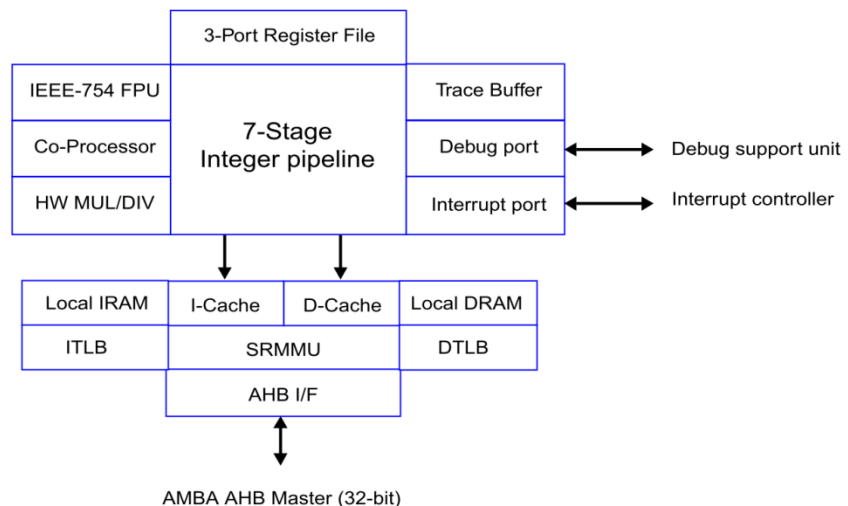 3-Port Register File
IEEE-754 FPU
Trace Buffer
7-Stage
Integer pipeline
Co-Processor
Debug port
Debug support unit
HW MUL/DIV
Interrupt port
Interrupt controller
Local IRAM
I-Cache
D-Cache
Local DRAM
ITLB
SRMMU
DTLB
AHB I/F
AMBA AHB Master (32-bit)